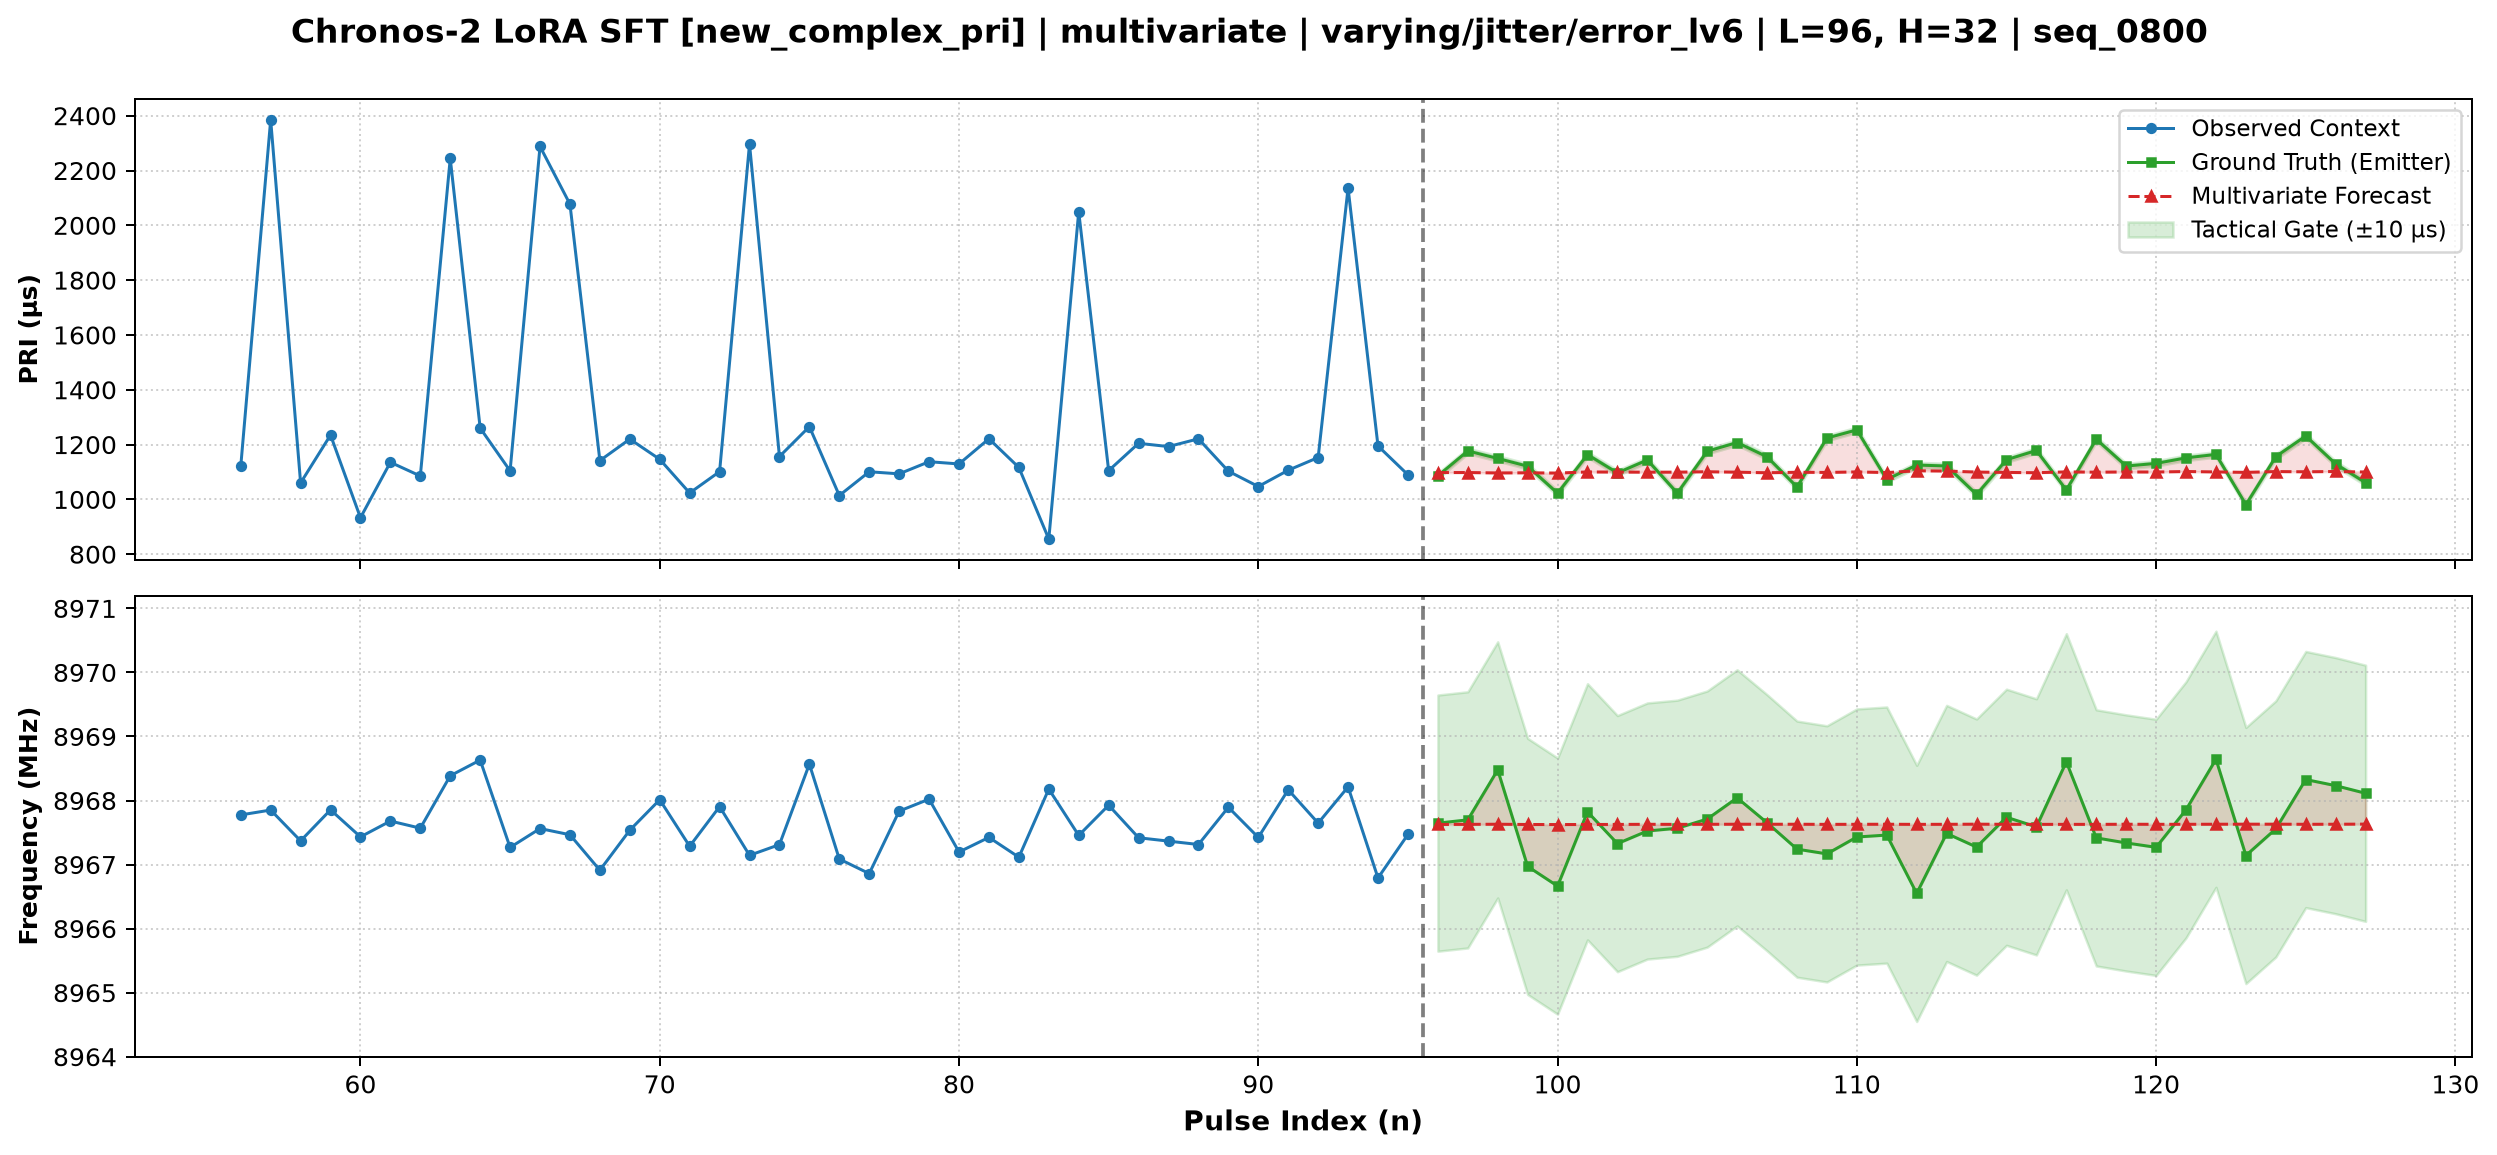 Chronos-2 LoRA SFT [new_complex_pri] | multivariate | varying/jitter/error_lv6 | L=96, H=32 | seq_0800
PRI (µs)
2400
2200
2000
1800
1600
1400
1200
1000
800
Observed Context
Ground Truth (Emitter)
Multivariate Forecast
Tactical Gate (±10 µs)
Frequency (MHz)
8971
8970
8969
8968
8967
8966
8965
8964
60 70 80 90 100 110 120 130
Pulse Index (n)